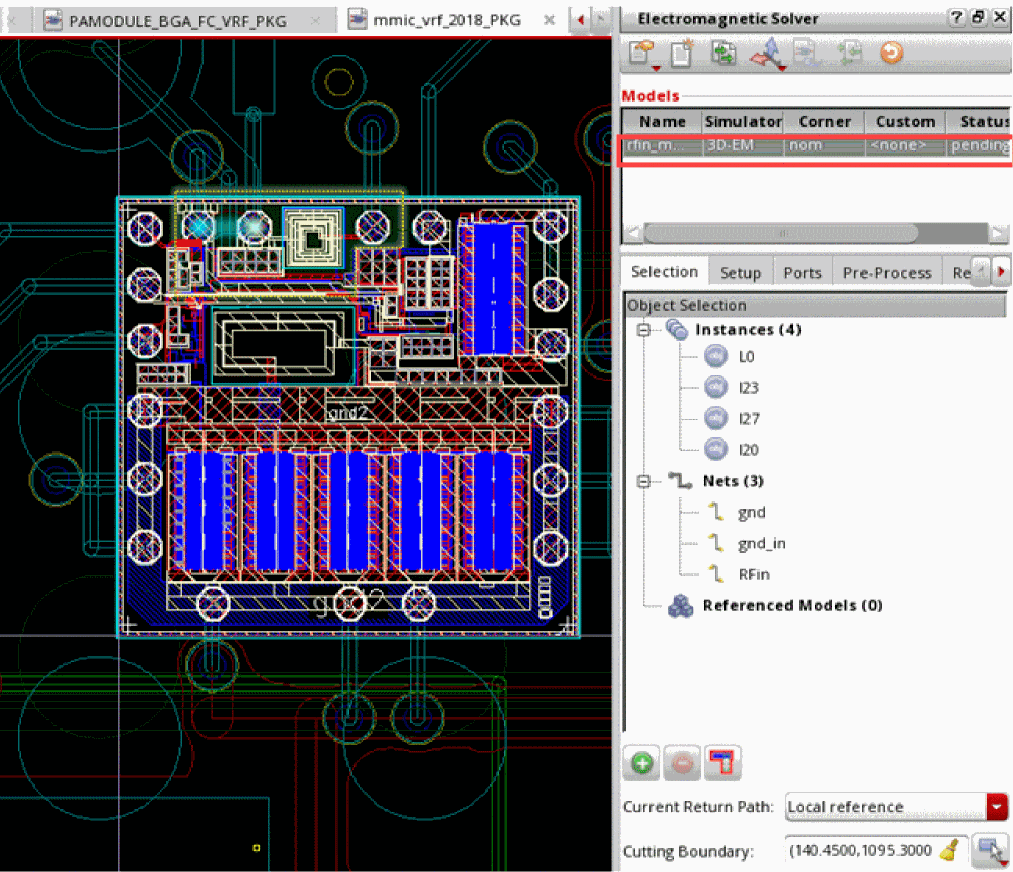 PAMODULE_BGA_FC_VRF_PKG
mmic_vrf_2018_PKG
Electromagnetic Solver
Models
Name Simulator Corner Custom Status
rfin_m... 3D-EM nom <none> pending
Selection Setup Ports Pre-Process Re
Object Selection
Instances (4)
L0
I23
I27
I20
Nets (3)
gnd
gnd_in
RFin
Referenced Models (0)
Current Return Path: Local reference
Cutting Boundary: (140.4500,1095.3000
gnd2